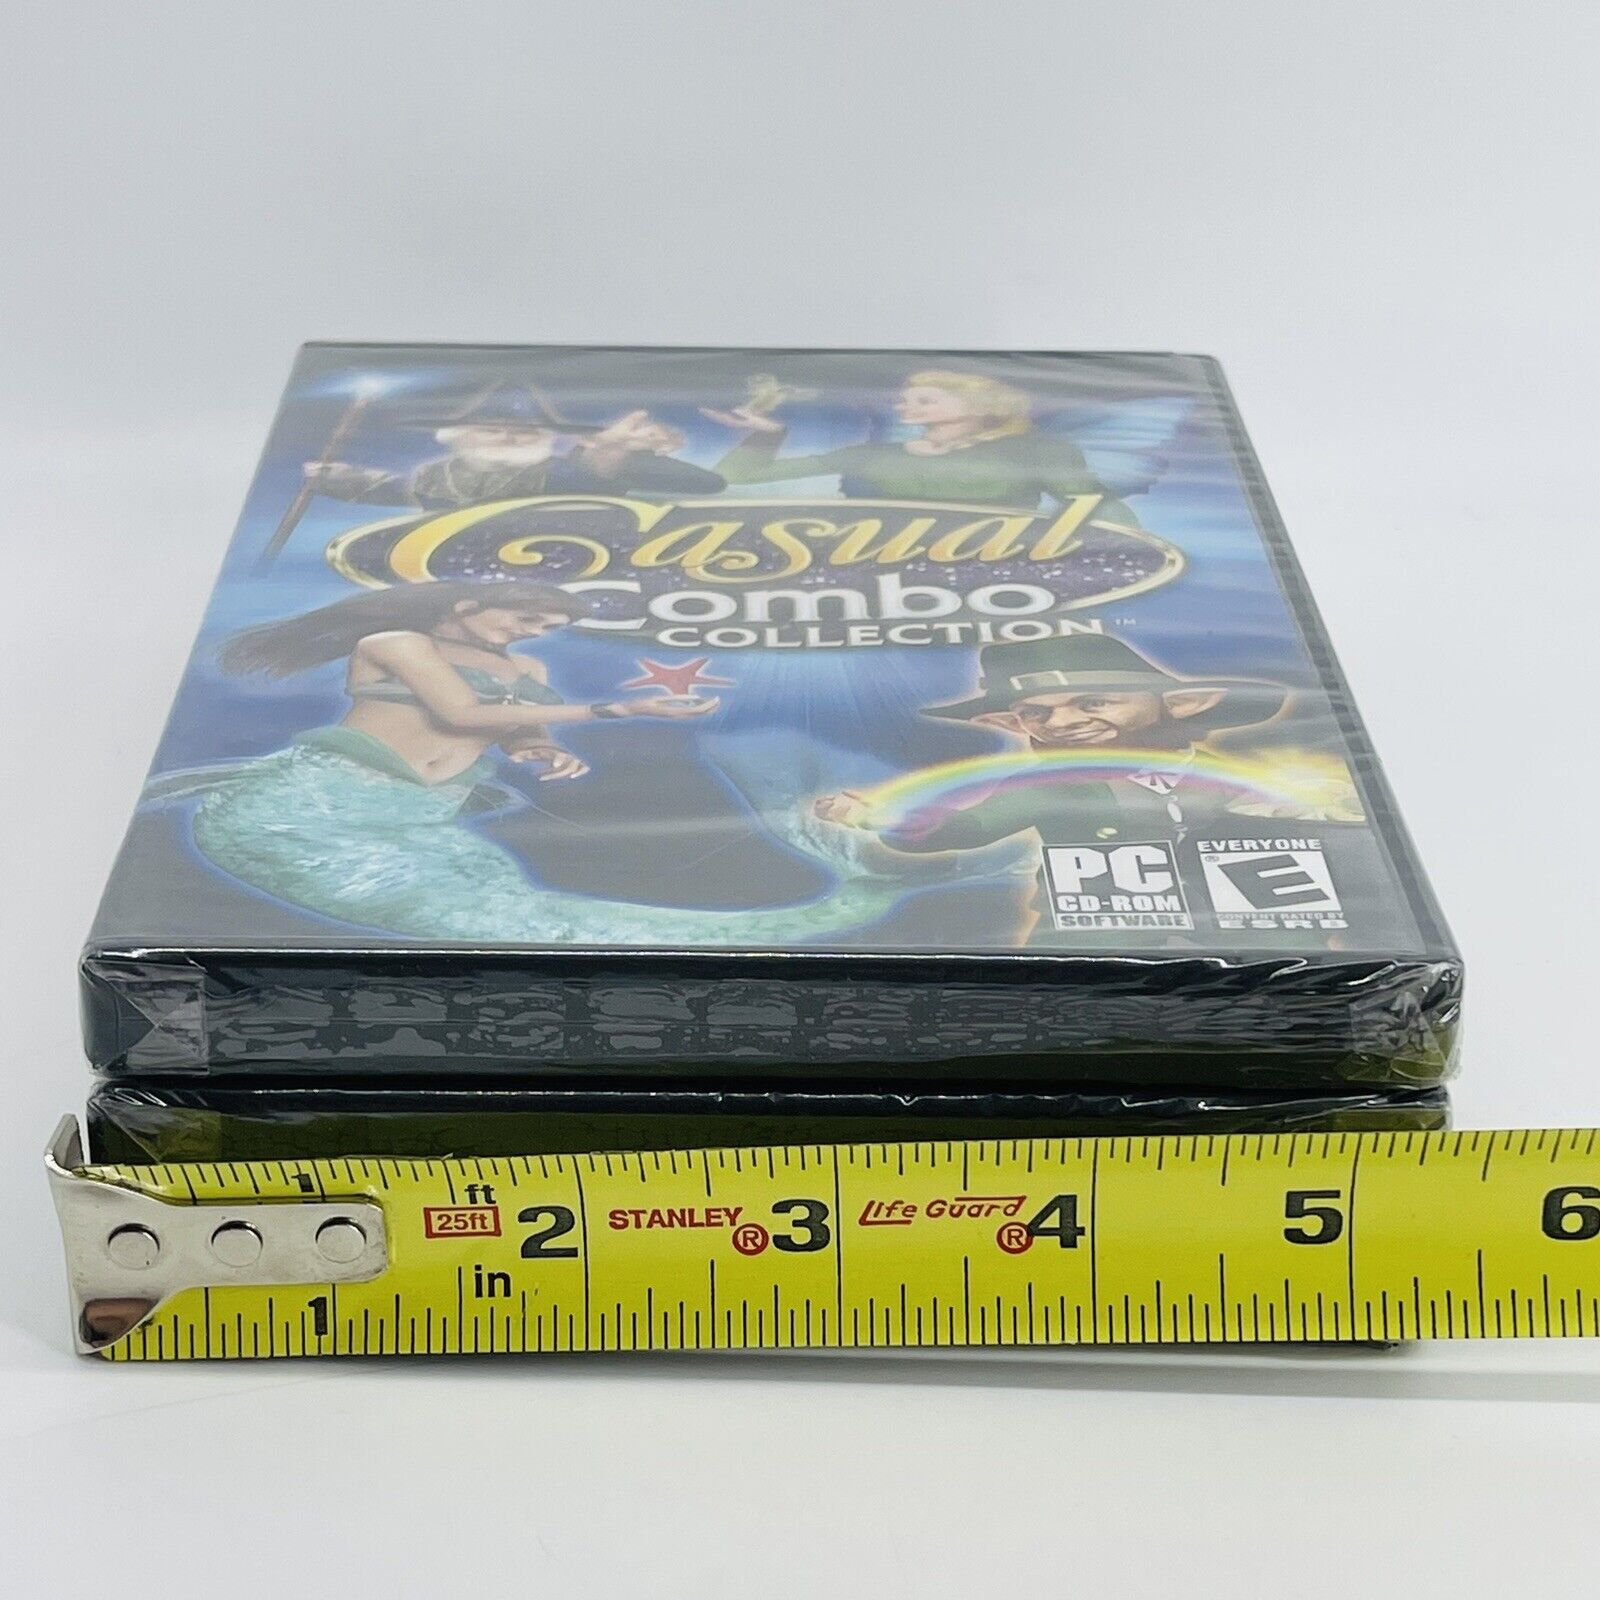 Casual
Combo
COLLECTION™
PC
CD-ROM
SOFTWARE
EVERYONE
E
®
CONTENT RATED BY
ESRB
1 ft 25ft 2 STANLEY® 3 Life Guard® 4 5 6
in
1